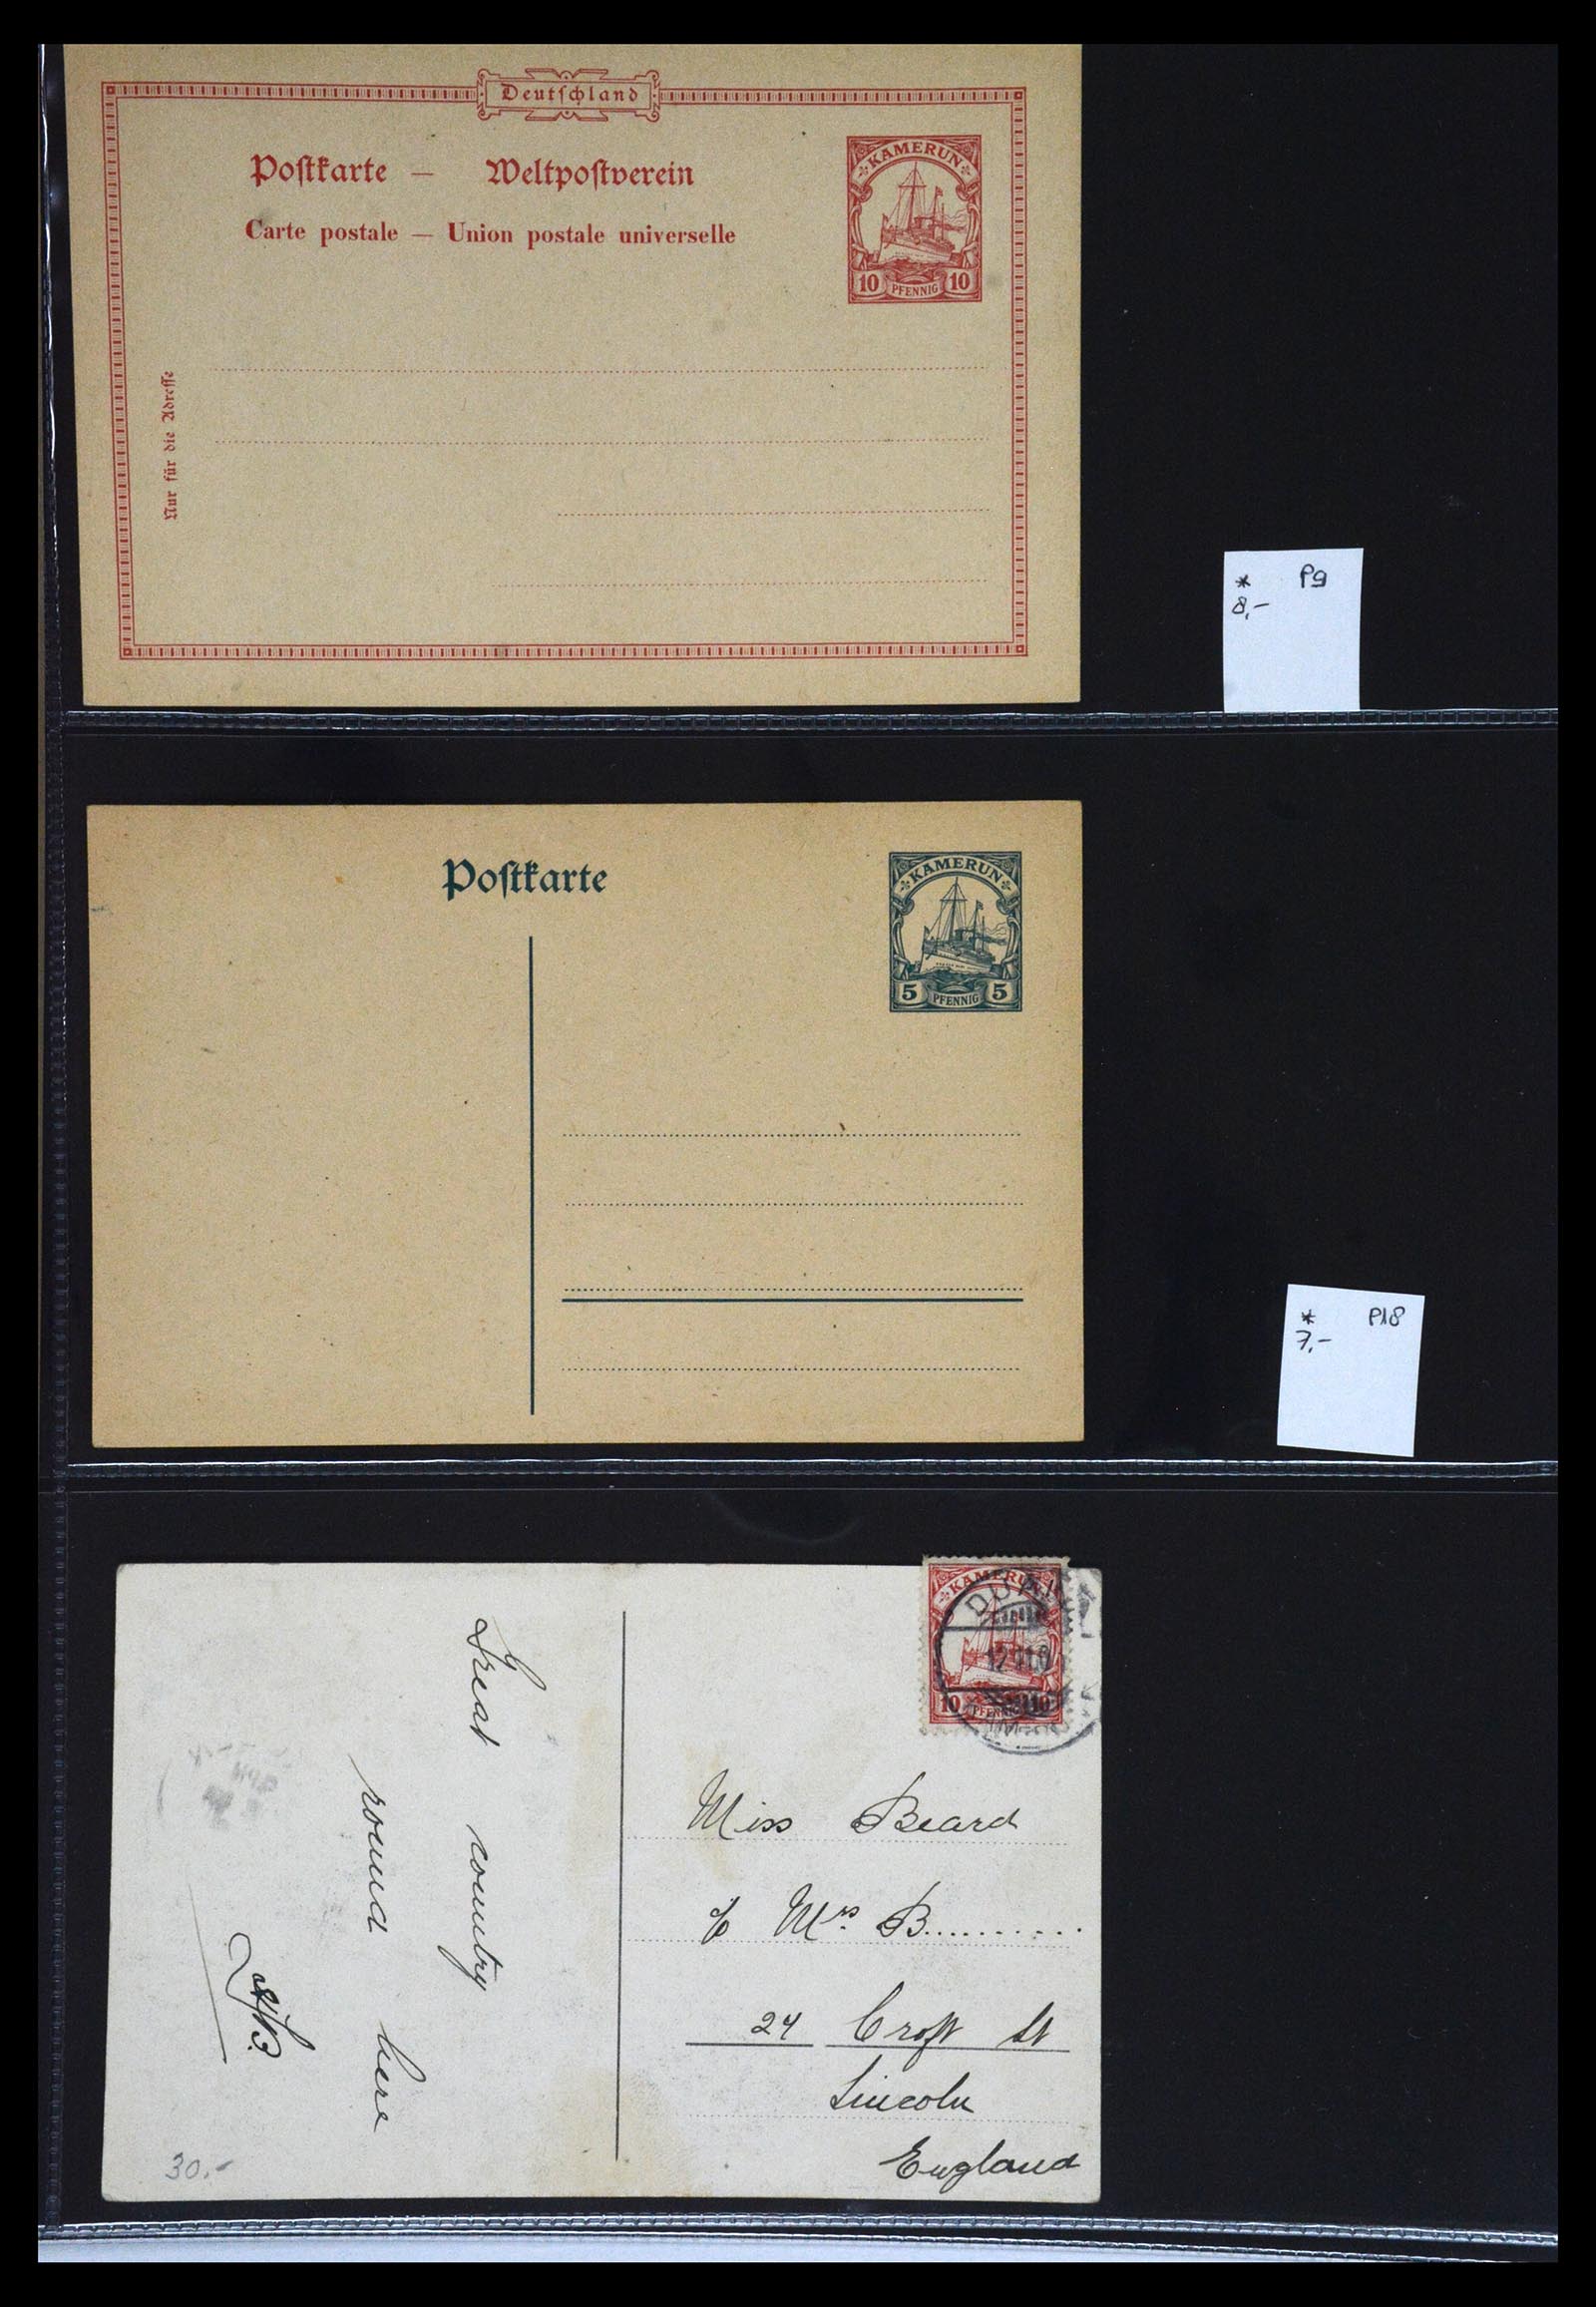 Deutschland
Postkarte — Weltpostverein
Carte postale — Union postale universelle
KAMERUN
10 PFENNIG 10
Nur für die Adresse
* P9
8,-
Postkarte
KAMERUN
5 PFENNIG 5
* P18
7,-
KAMERUN
10 PFENNIG 10
Great country
round here
Miss Beard
c/o Mrs B..........
24 Croft St
Lincoln
England
30.-